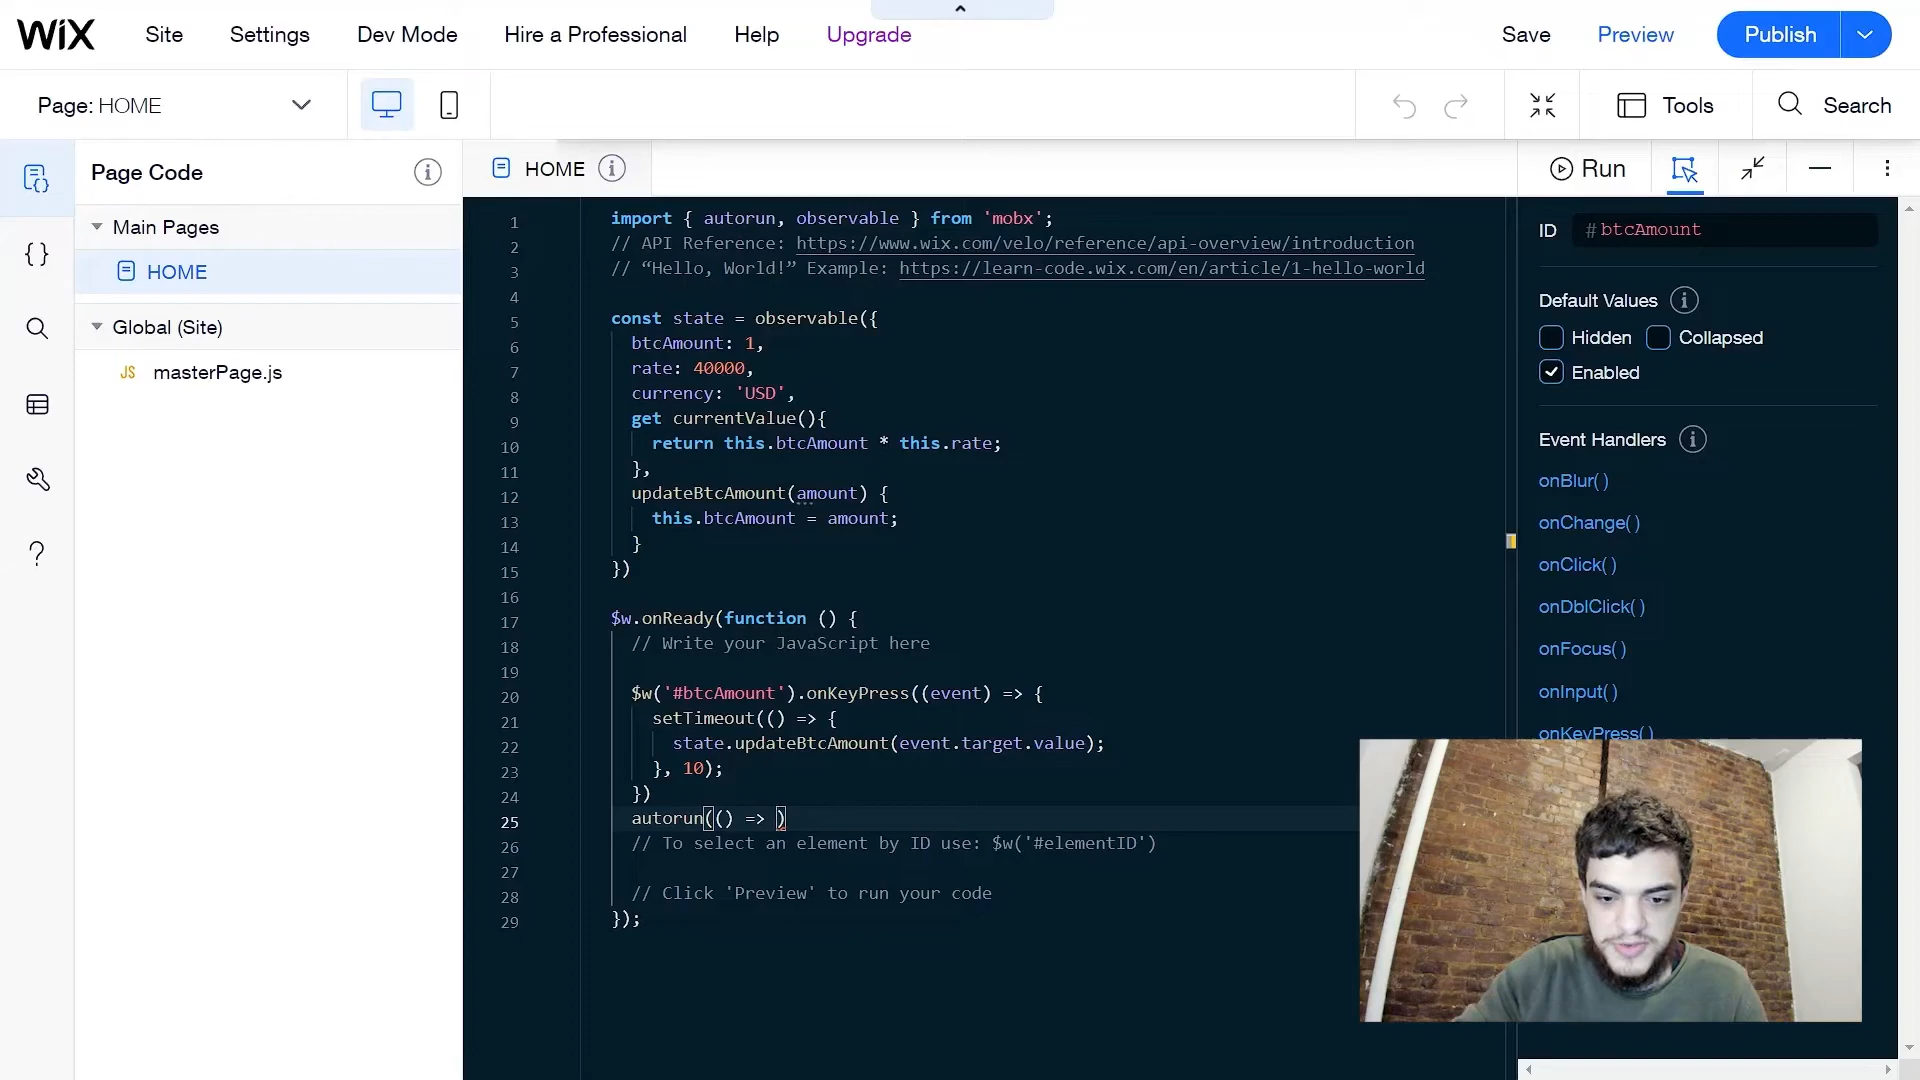 WiX Site Settings Dev Mode Hire a Professional Help Upgrade Save Preview Publish
Page: HOME Tools Search
Page Code
Main Pages
HOME
Global (Site)
JS masterPage.js
HOME Run
1 import { autorun, observable } from 'mobx';
2 // API Reference: https://www.wix.com/velo/reference/api-overview/introduction
3 // “Hello, World!” Example: https://learn-code.wix.com/en/article/1-hello-world
4
5 const state = observable({
6 btcAmount: 1,
7 rate: 40000,
8 currency: 'USD',
9 get currentValue(){
10 return this.btcAmount * this.rate;
11 },
12 updateBtcAmount(amount) {
13 this.btcAmount = amount;
14 }
15 })
16
17 $w.onReady(function () {
18 // Write your JavaScript here
19
20 $w('#btcAmount').onKeyPress((event) => {
21 setTimeout(() => {
22 state.updateBtcAmount(event.target.value);
23 }, 10);
24 })
25 autorun(() => )
26 // To select an element by ID use: $w('#elementID')
27
28 // Click 'Preview' to run your code
29 });
ID #btcAmount
Default Values
Hidden Collapsed
Enabled
Event Handlers
onBlur()
onChange()
onClick()
onDblClick()
onFocus()
onInput()
onKeyPress()